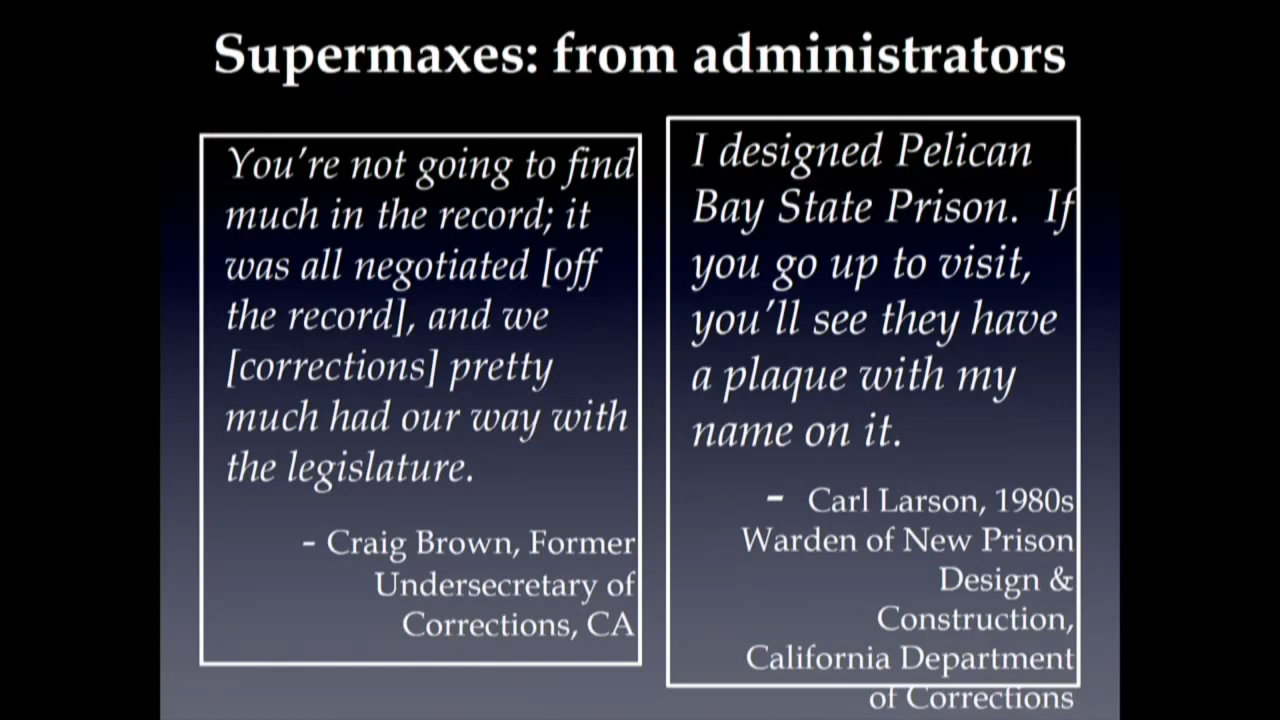 Supermaxes: from administrators
You're not going to find
much in the record; it
was all negotiated [off
the record], and we
[corrections] pretty
much had our way with
the legislature.
- Craig Brown, Former
Undersecretary of
Corrections, CA
I designed Pelican
Bay State Prison. If
you go up to visit,
you'll see they have
a plaque with my
name on it.
- Carl Larson, 1980s
Warden of New Prison
Design &
Construction,
California Department
of Corrections